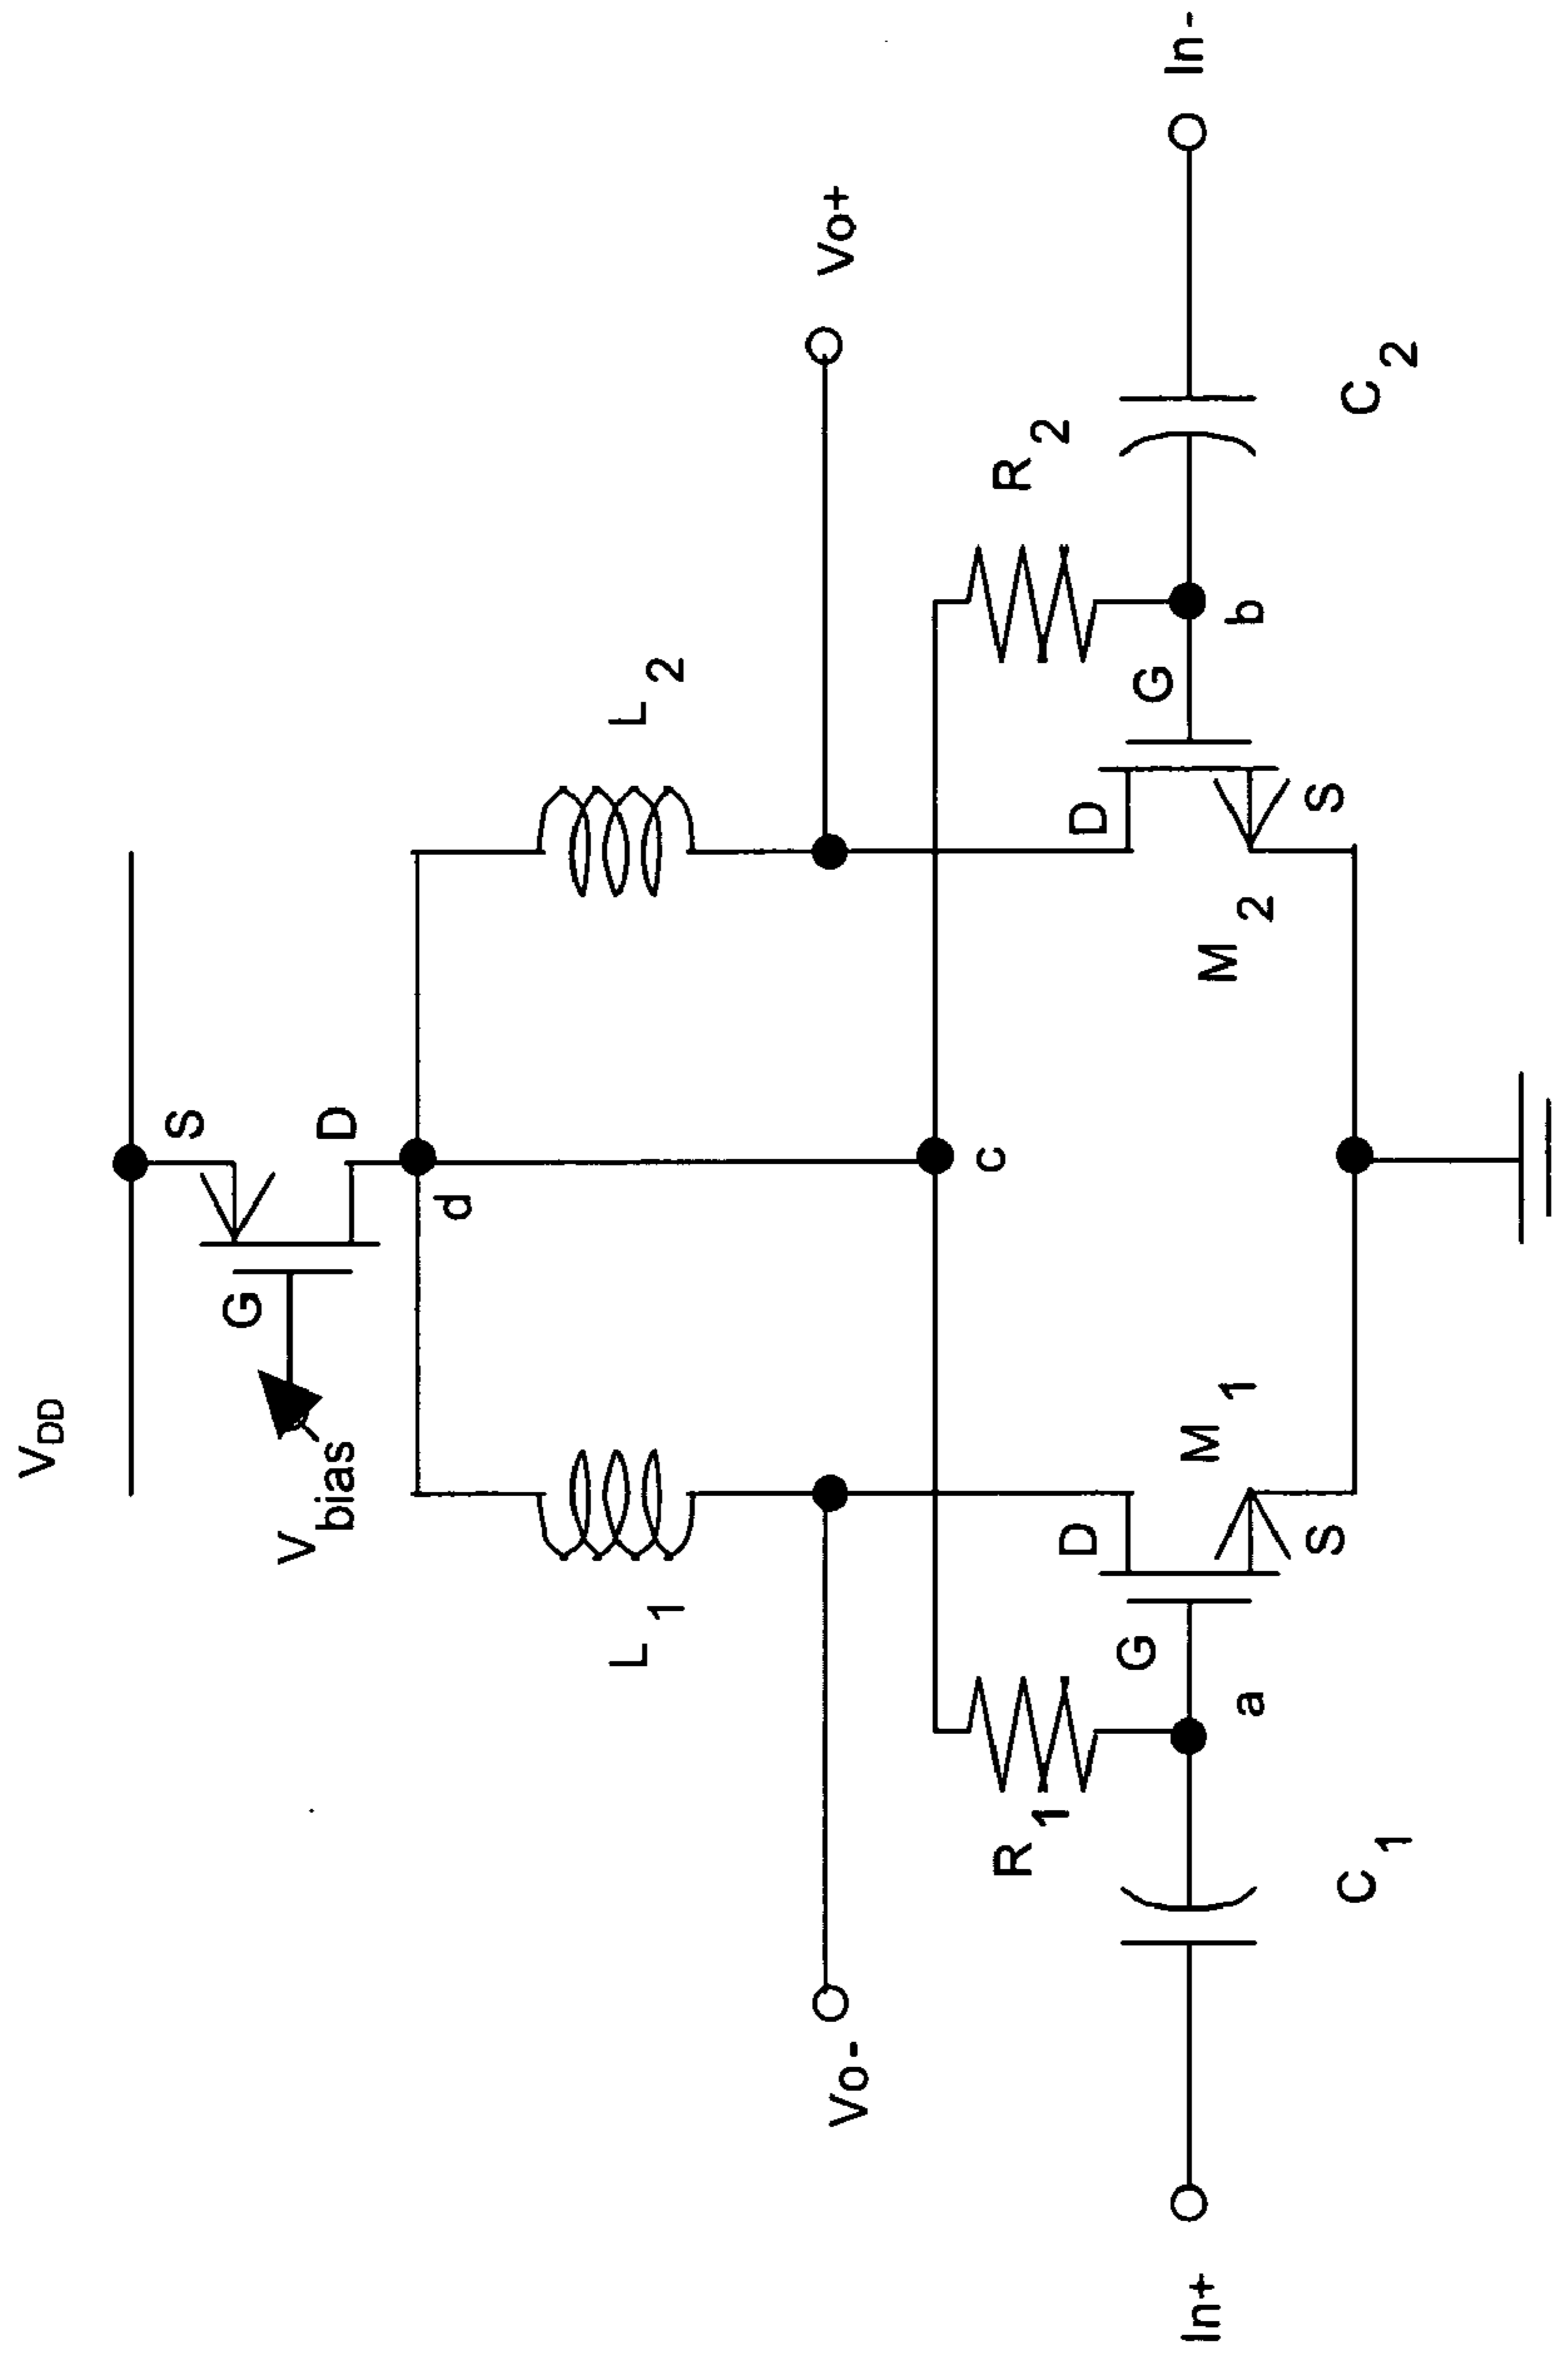 VDD
Vbias
G
S
D
d
L1
L2
Vo-
Vo+
c
R1
R2
D
D
G
G
In+
In-
a
b
C1
C2
M1
M2
S
S